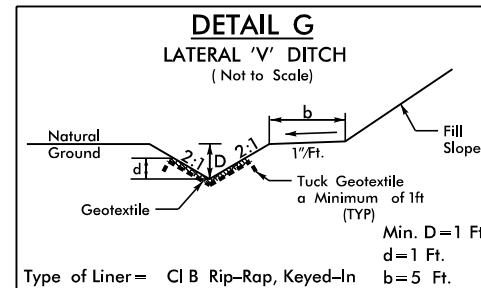 DETAIL G
LATERAL 'V' DITCH
( Not to Scale)
b
Natural
Ground
D
2:1
2:1
1"/Ft.
Fill
Slope
d
Geotextile
Tuck Geotextile
a Minimum of 1ft
(TYP)
Min. D=1 Ft.
d=1 Ft.
Type of Liner= Cl B Rip-Rap, Keyed-In
b=5 Ft.